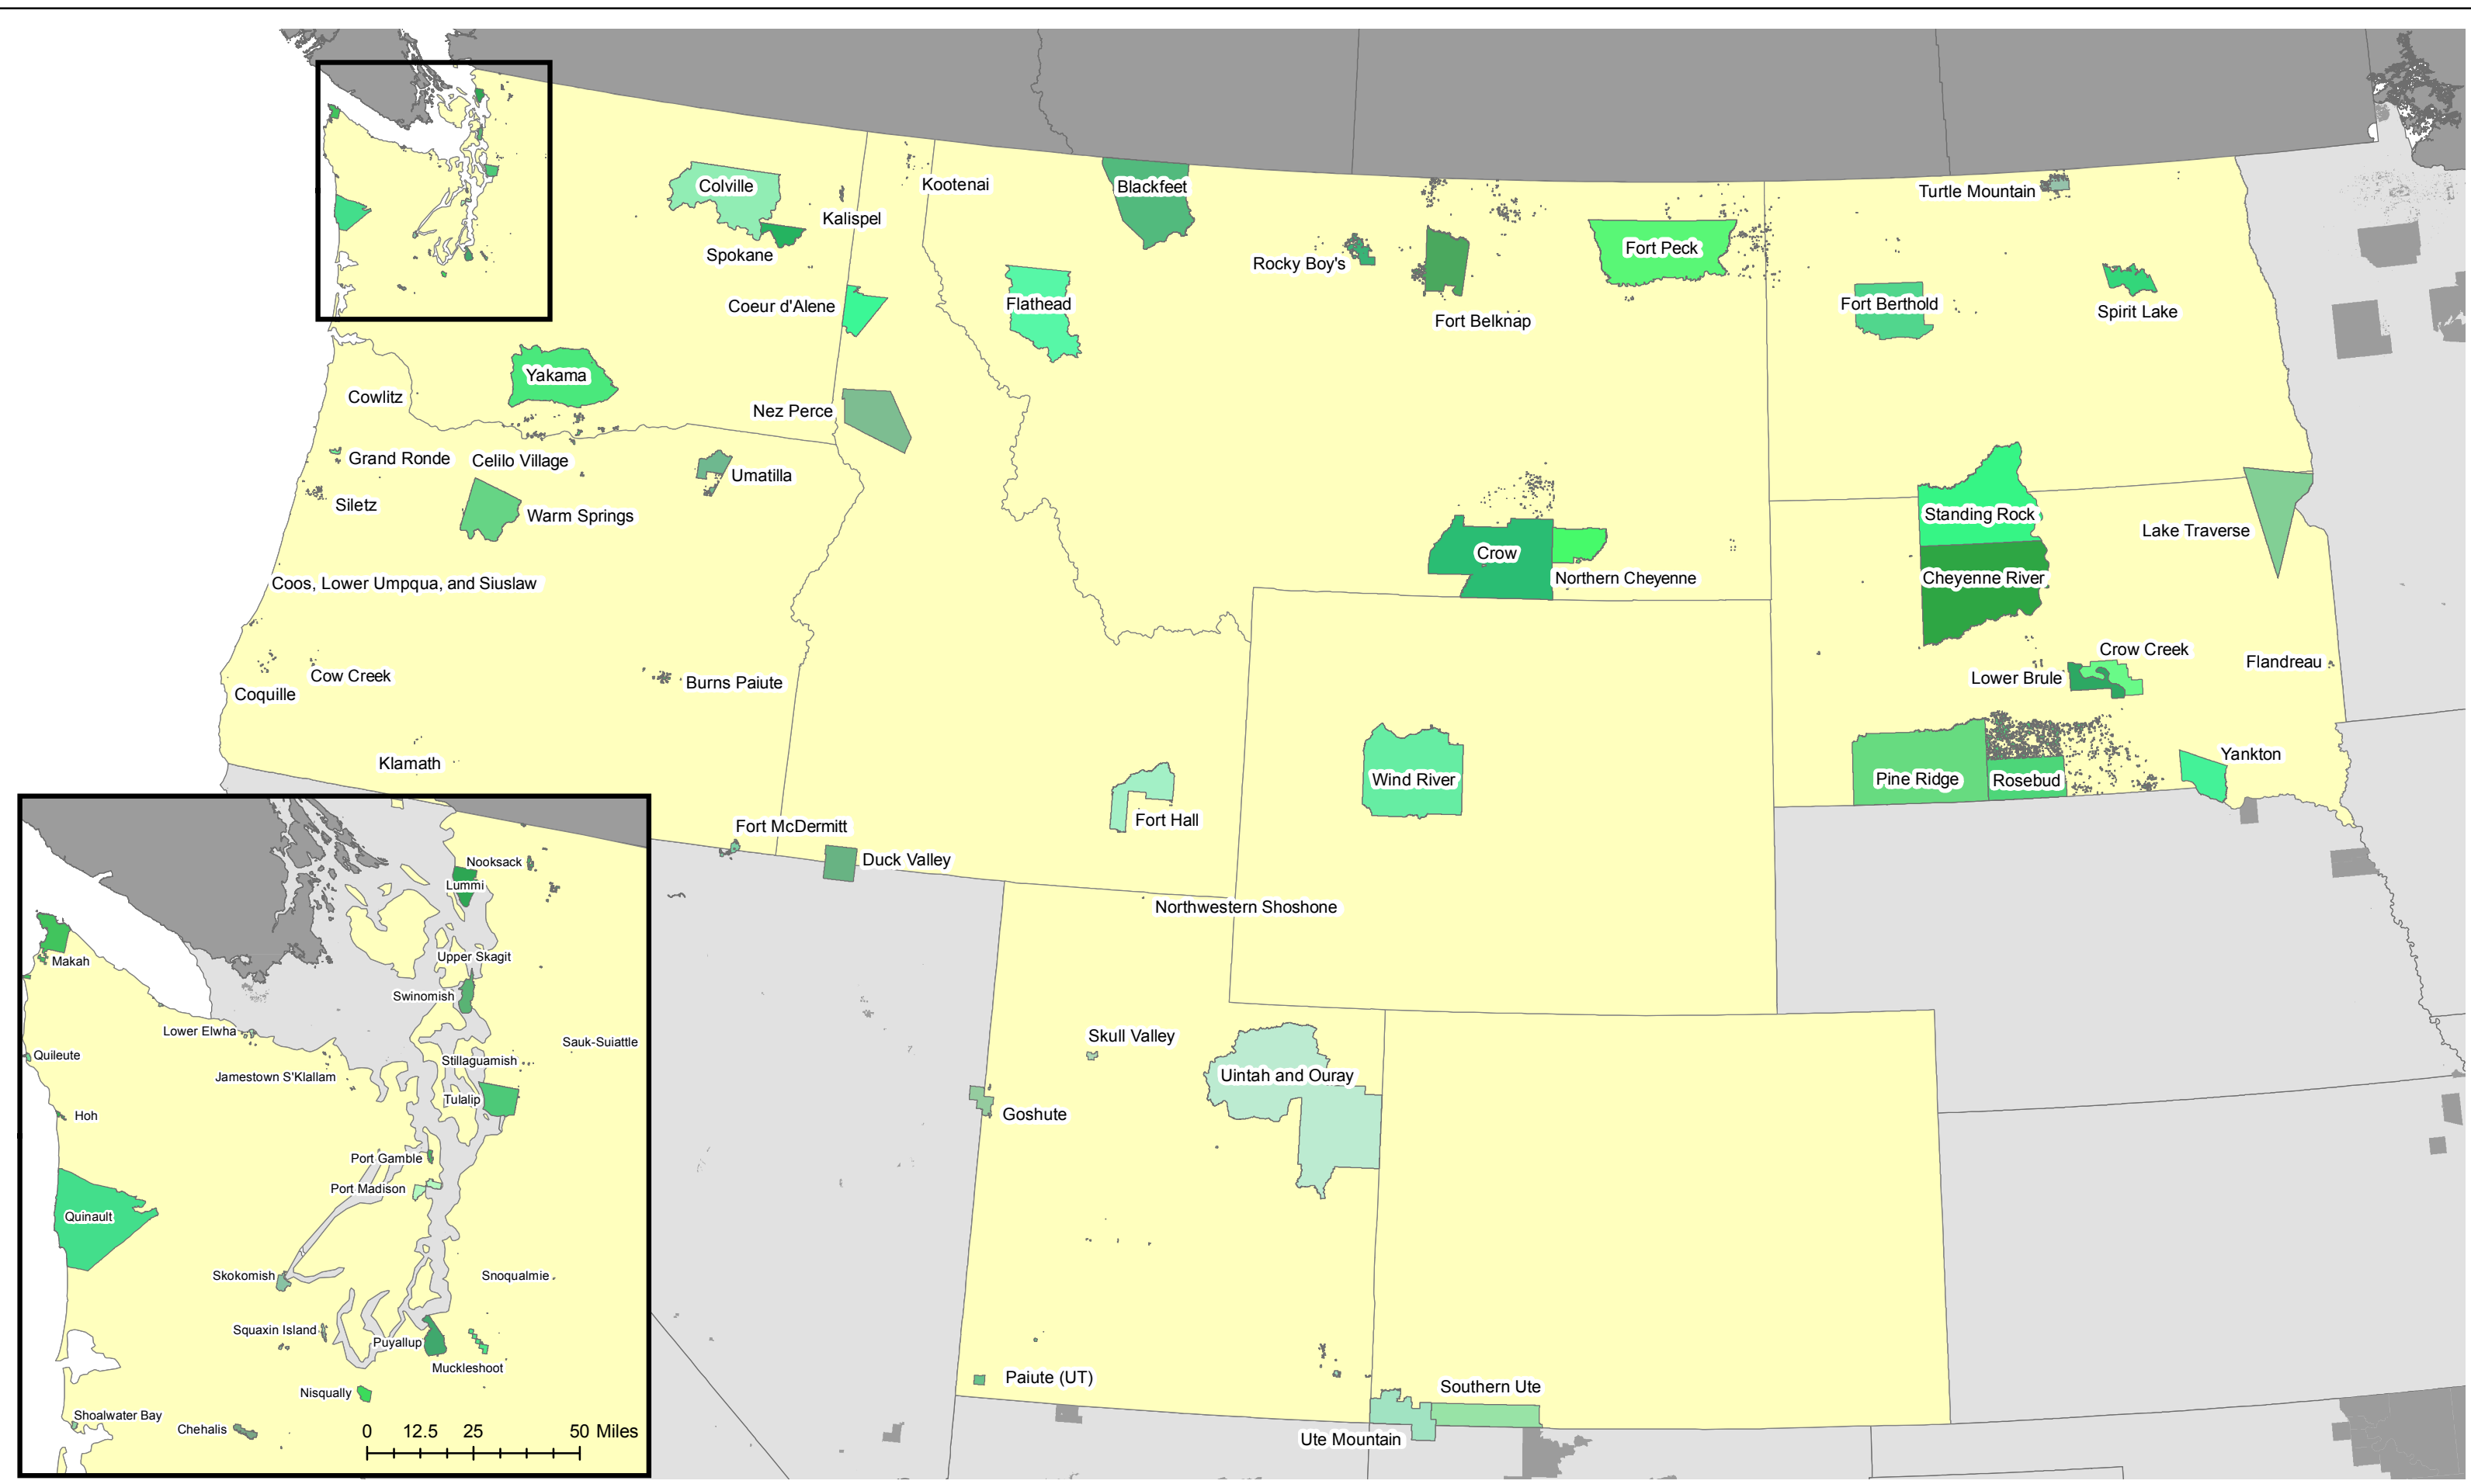 Colville
Kalispel
Kootenai
Blackfeet
Turtle Mountain
Spokane
Rocky Boy's
Fort Peck
Coeur d'Alene
Flathead
Fort Belknap
Fort Berthold
Spirit Lake
Yakama
Cowlitz
Nez Perce
Grand Ronde
Celilo Village
Umatilla
Siletz
Warm Springs
Standing Rock
Lake Traverse
Crow
Northern Cheyenne
Cheyenne River
Coos, Lower Umpqua, and Siuslaw
Crow Creek
Flandreau
Lower Brule
Cow Creek
Coquille
Burns Paiute
Klamath
Wind River
Pine Ridge
Rosebud
Yankton
Fort Hall
Fort McDermitt
Duck Valley
Northwestern Shoshone
Skull Valley
Uintah and Ouray
Goshute
Paiute (UT)
Southern Ute
Ute Mountain
Nooksack
Lummi
Makah
Upper Skagit
Swinomish
Lower Elwha
Sauk-Suiattle
Quileute
Stillaguamish
Jamestown S'Klallam
Tulalip
Hoh
Port Gamble
Port Madison
Quinault
Skokomish
Snoqualmie
Squaxin Island
Puyallup
Muckleshoot
Nisqually
Shoalwater Bay
Chehalis
0 12.5 25 50 Miles